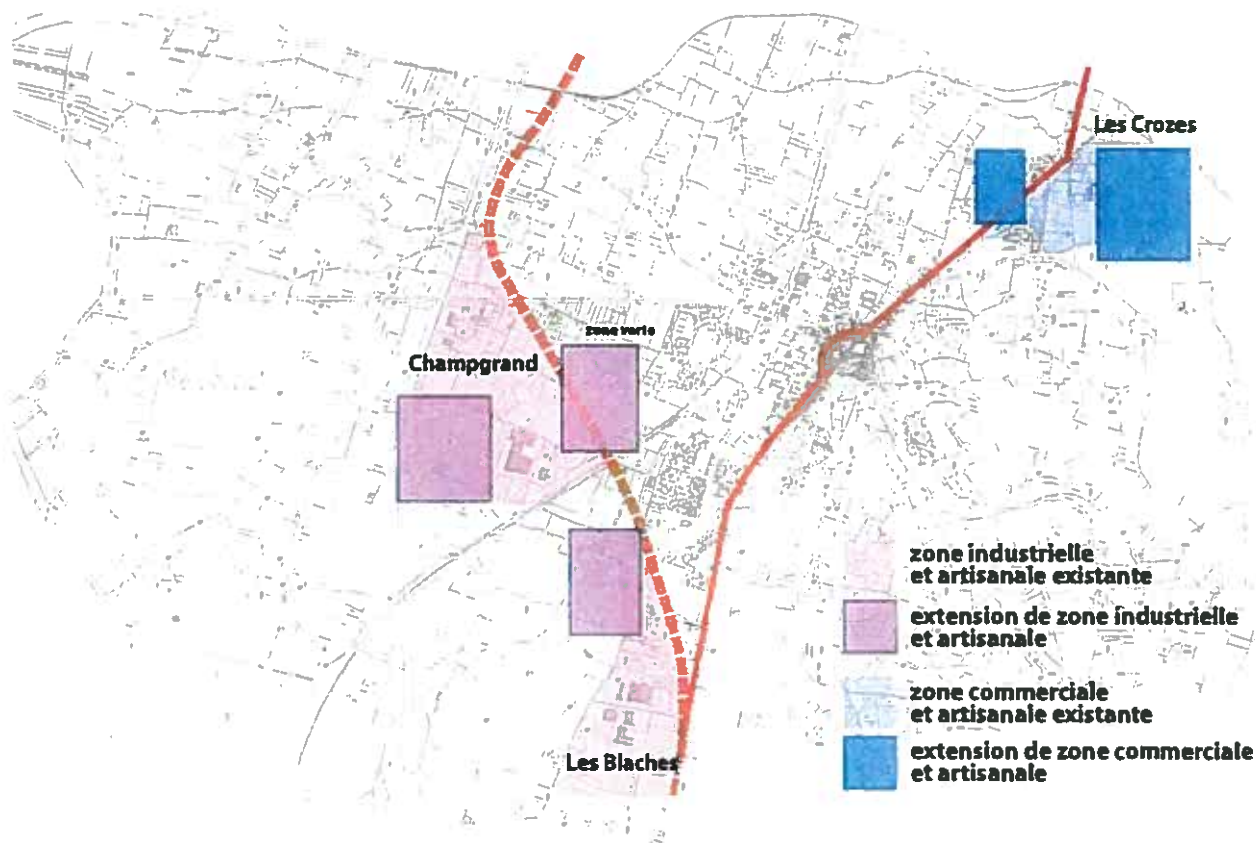 Les Crozes
zone verte
Champgrand
zone industrielle
et artisanale existante
extension de zone industrielle
et artisanale
zone commerciale
et artisanale existante
Les Blaches
extension de zone commerciale
et artisanale